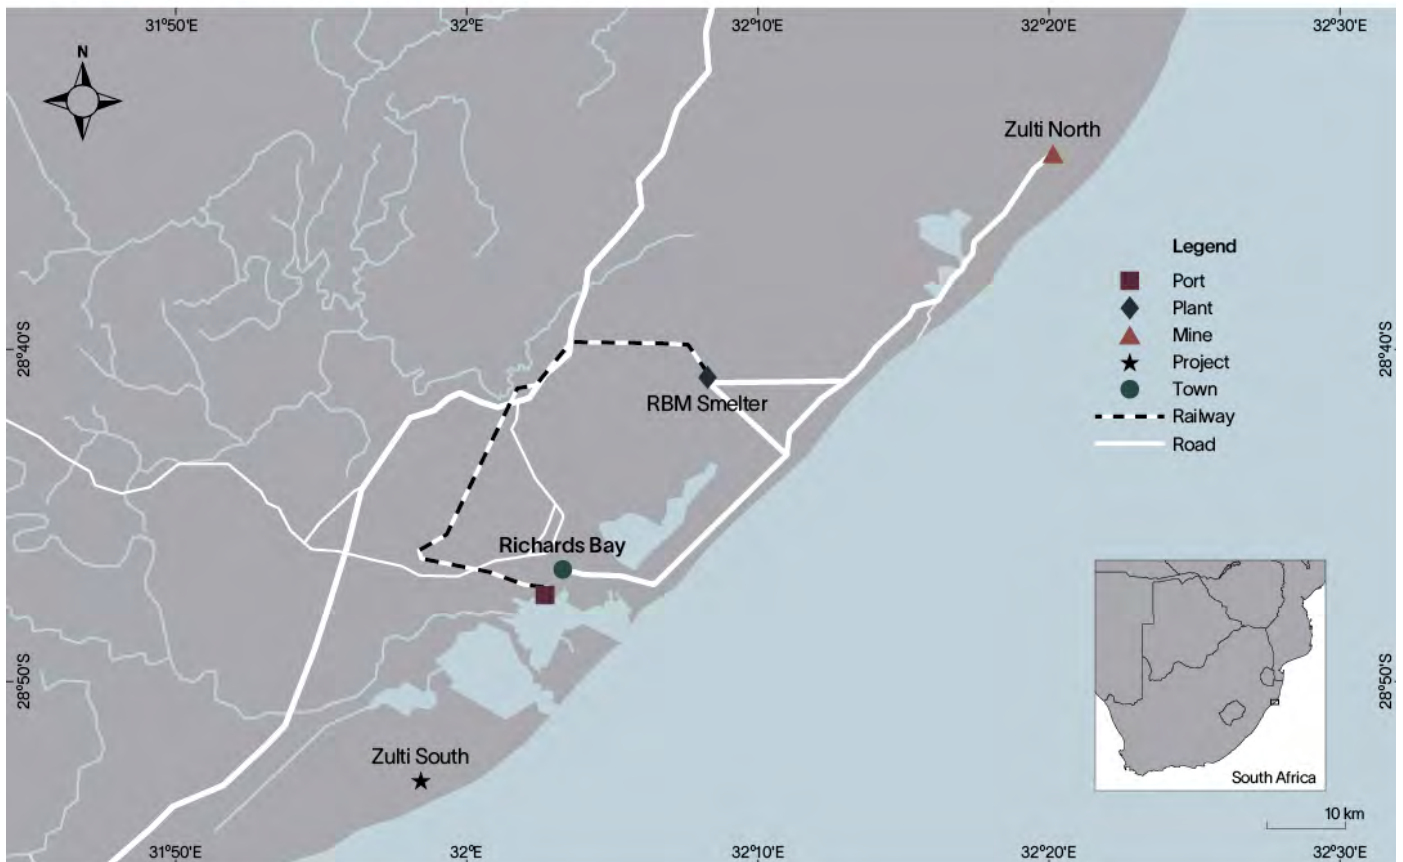 31°50'E
32°E
32°10'E
32°20'E
32°30'E
N
Zulti North
Legend
Port
Plant
Mine
Project
Town
Railway
Road
28°40'S
28°40'S
RBM Smelter
Richards Bay
28°50'S
28°50'S
Zulti South
South Africa
10 km
31°50'E
32°E
32°10'E
32°20'E
32°30'E